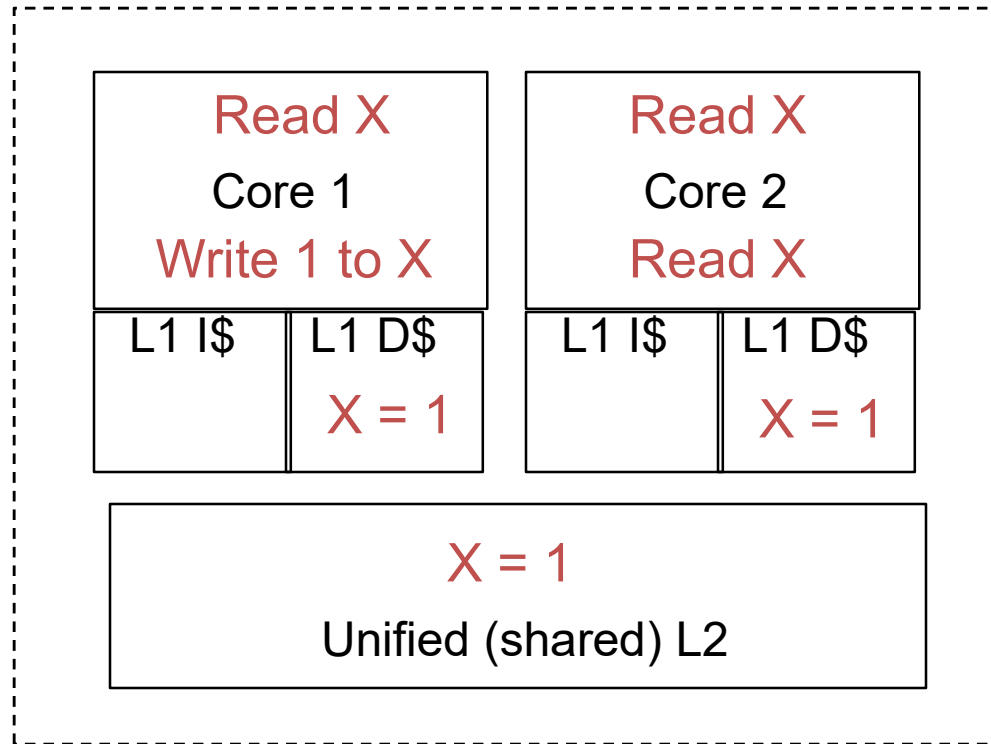 Read X
Core 1
Write 1 to X
L1 I$
L1 D$
X = 1
Read X
Core 2
Read X
L1 I$
L1 D$
X = 1
X = 1
Unified (shared) L2